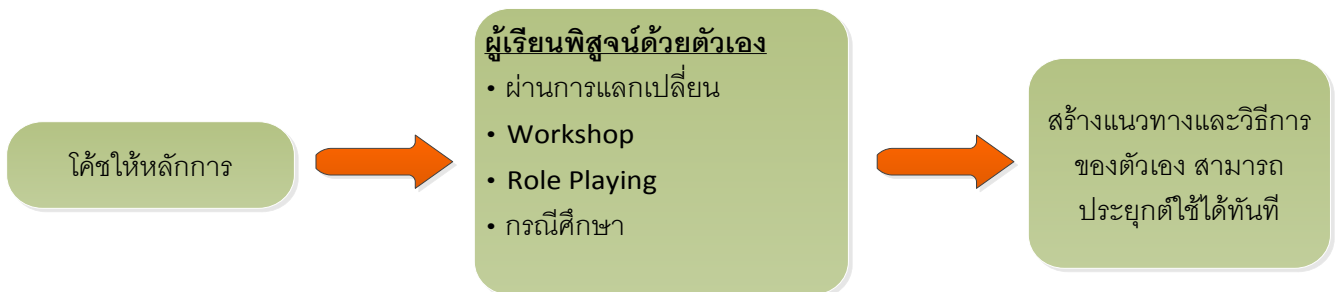 โค้ชให้หลักการ
ผู้เรียนพิสูจน์ด้วยตัวเอง
• ผ่านการแลกเปลี่ยน
• Workshop
• Role Playing
• กรณีศึกษา
สร้างแนวทางและวิธีการ
ของตัวเอง สามารถ
ประยุกต์ใช้ได้ทันที